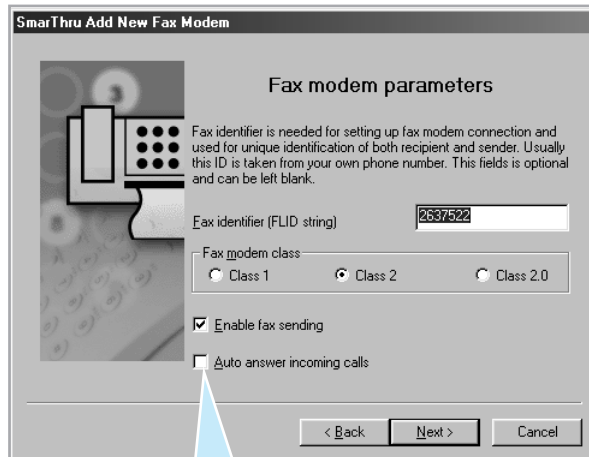 SmarThru Add New Fax Modem
Fax modem parameters
Fax identifier is needed for setting up fax modem connection and
used for unique identification of both recipient and sender. Usually
this ID is taken from your own phone number. This fields is optional
and can be left blank.
Fax identifier (FLID string)
2637522
Fax modem class
Class 1
Class 2
Class 2.0
Enable fax sending
Auto answer incoming calls
< Back
Next >
Cancel